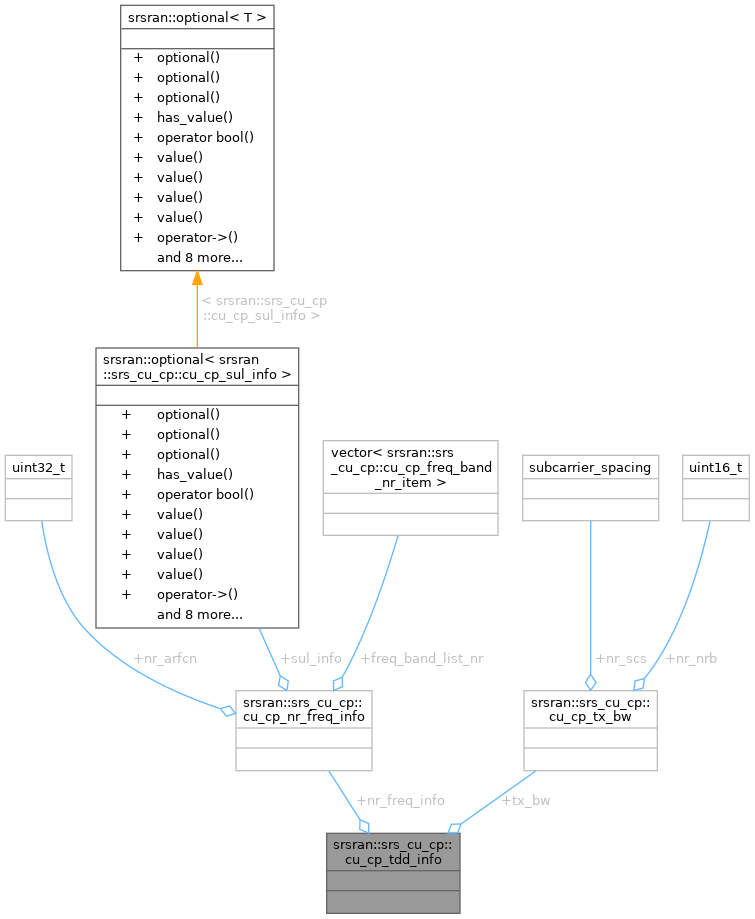 srsran::optional< T >
+ optional()
+ optional()
+ optional()
+ has_value()
+ operator bool()
+ value()
+ value()
+ value()
+ value()
+ operator->()
and 8 more...
< srsran::srs_cu_cp
::cu_cp_sul_info >
srsran::optional< srsran
::srs_cu_cp::cu_cp_sul_info >
+ optional()
+ optional()
+ optional()
+ has_value()
+ operator bool()
+ value()
+ value()
+ value()
+ value()
+ operator->()
and 8 more...
uint32_t
vector< srsran::srs
_cu_cp::cu_cp_freq_band
_nr_item >
subcarrier_spacing
uint16_t
+nr_arfcn
+sul_info
+freq_band_list_nr
+nr_scs
+nr_nrb
srsran::srs_cu_cp::
cu_cp_nr_freq_info
srsran::srs_cu_cp::
cu_cp_tx_bw
+nr_freq_info
+tx_bw
srsran::srs_cu_cp::
cu_cp_tdd_info